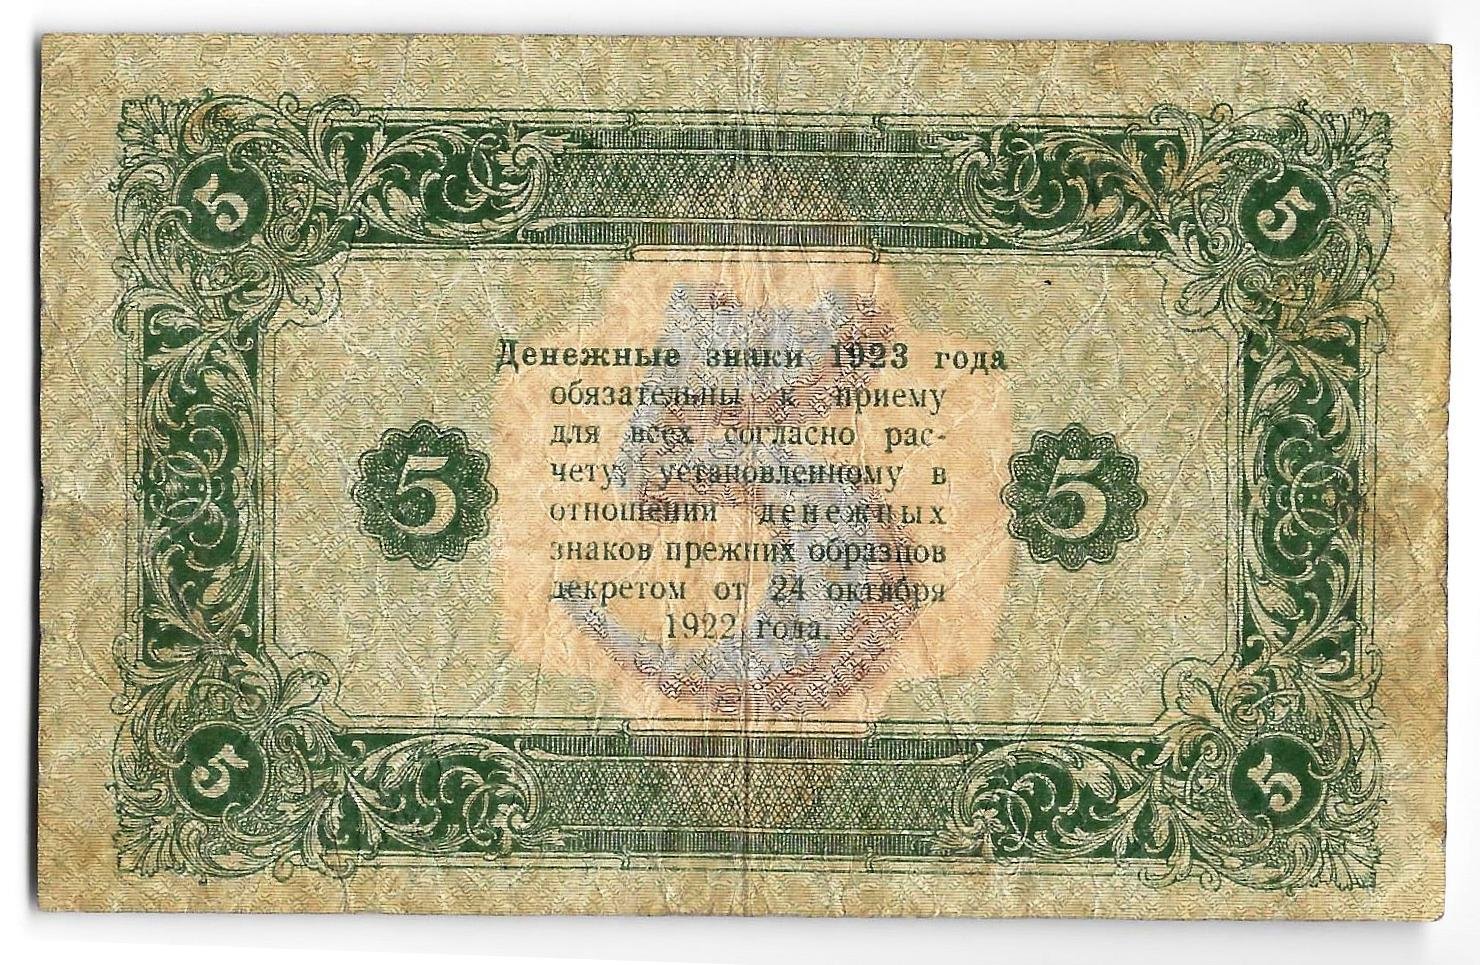 5 5
Денежные знаки 1923 года
обязательны к приему
для всех согласно рас-
чету, установленному в
5 5
отношении денежных
знаков прежних образцов
декретом от 24 октября
1922 года.
5 5